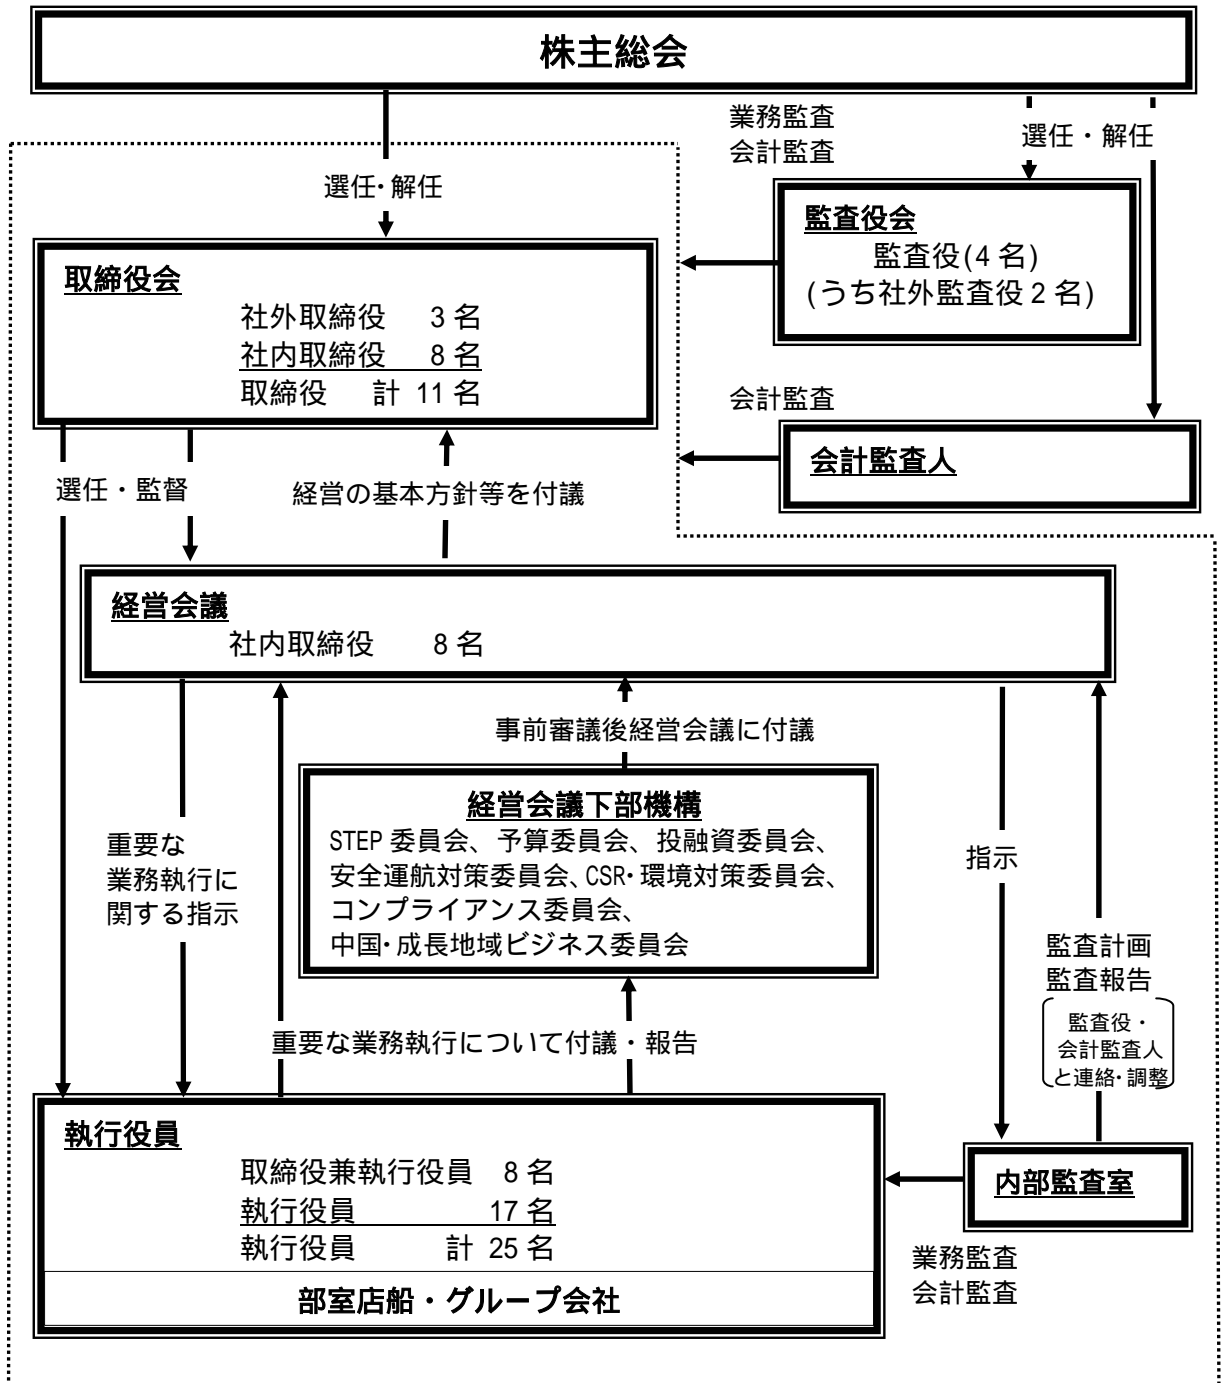 株主総会
業務監査
会計監査
選任・解任
選任・解任
監査役会
監査役(4名)
(うち社外監査役2名)
取締役会
社外取締役 3名
社内取締役 8名
取締役 計 11名
会計監査
会計監査人
選任・監督
経営の基本方針等を付議
経営会議
社内取締役 8名
事前審議後経営会議に付議
経営会議下部機構
STEP委員会、予算委員会、投融資委員会、
安全運航対策委員会、CSR・環境対策委員会、
コンプライアンス委員会、
中国・成長地域ビジネス委員会
重要な
業務執行に
関する指示
指示
監査計画
監査報告
監査役・
会計監査人
と連絡・調整
重要な業務執行について付議・報告
執行役員
取締役兼執行役員 8名
執行役員 17名
執行役員 計 25名
部室店船・グループ会社
内部監査室
業務監査
会計監査